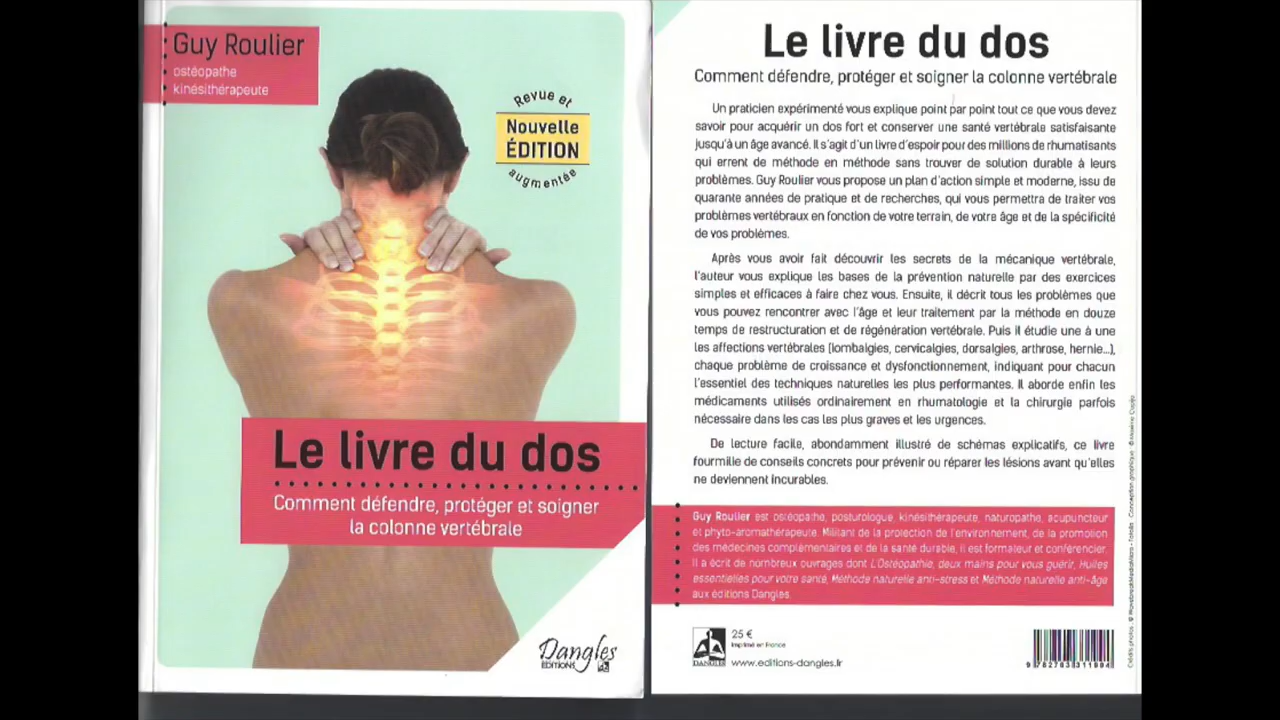 Guy Roulier
ostéopathe
kinésithérapeute
Revue et
Nouvelle
ÉDITION
augmentée
Le livre du dos
Comment défendre, protéger et soigner
la colonne vertébrale
Dangles
ÉDITIONS
Le livre du dos
Comment défendre, protéger et soigner la colonne vertébrale
Un praticien expérimenté vous explique point par point tout ce que vous devez
savoir pour acquérir un dos fort et conserver une santé vertébrale satisfaisante
jusqu'à un âge avancé. Il s'agit d'un livre d'espoir pour des millions de rhumatisants
qui errent de méthode en méthode sans trouver de solution durable à leurs
problèmes. Guy Roulier vous propose un plan d'action simple et moderne, issu de
quarante années de pratique et de recherches, qui vous permettra de traiter vos
problèmes vertébraux en fonction de votre terrain, de votre âge et de la spécificité
de vos problèmes.
Après vous avoir fait découvrir les secrets de la mécanique vertébrale,
l'auteur vous explique les bases de la prévention naturelle par des exercices
simples et efficaces à faire chez vous. Ensuite, il décrit tous les problèmes que
vous pouvez rencontrer avec l'âge et leur traitement par la méthode en douze
temps de restructuration et de régénération vertébrale. Puis il étudie une à une
les affections vertébrales (lombalgies, cervicalgies, dorsalgies, arthrose, hernie...),
chaque problème de croissance et dysfonctionnement, indiquant pour chacun
l'essentiel des techniques naturelles les plus performantes. Il aborde enfin les
médicaments utilisés ordinairement en rhumatologie et la chirurgie parfois
nécessaire dans les cas les plus graves et les urgences.
De lecture facile, abondamment illustré de schémas explicatifs, ce livre
fourmille de conseils concrets pour prévenir ou réparer les lésions avant qu'elles
ne deviennent incurables.
Guy Roulier est ostéopathe, posturologue, kinésithérapeute, naturopathe, acupuncteur
et phyto-aromathérapeute. Militant de la protection de l'environnement, de la promotion
des médecines complémentaires et de la santé durable, il est formateur et conférencier.
Il a écrit de nombreux ouvrages dont L'Ostéopathie, deux mains pour vous guérir, Huiles
essentielles pour votre santé, Méthode naturelle anti-stress et Méthode naturelle anti-âge
aux éditions Dangles.
DANGLES
25 €
Imprimé en France
www.editions-dangles.fr